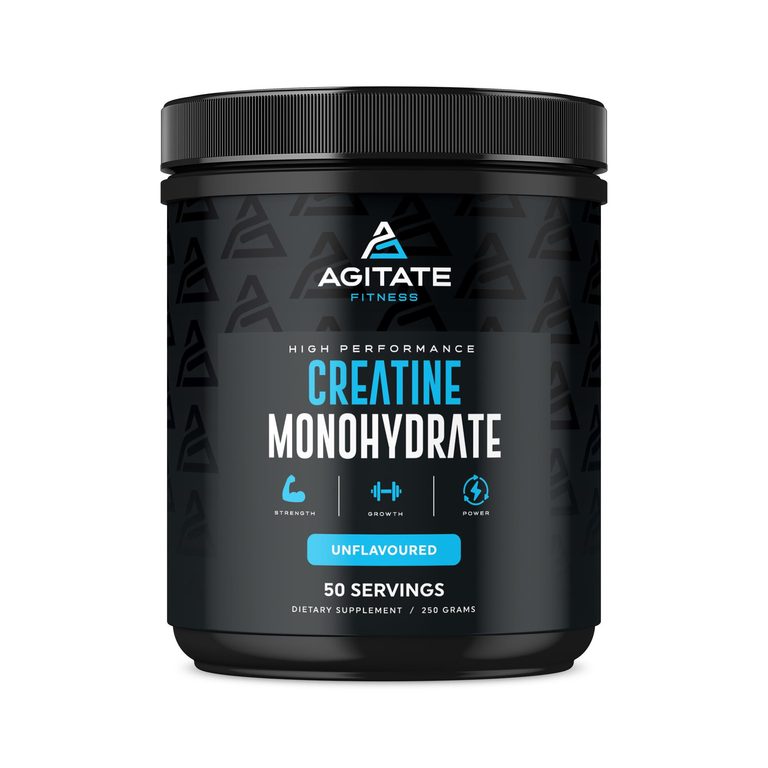 AGITATE
FITNESS
HIGH PERFORMANCE
CREATINE
MONOHYDRATE
STRENGTH
GROWTH
POWER
UNFLAVOURED
50 SERVINGS
DIETARY SUPPLEMENT / 250 GRAMS